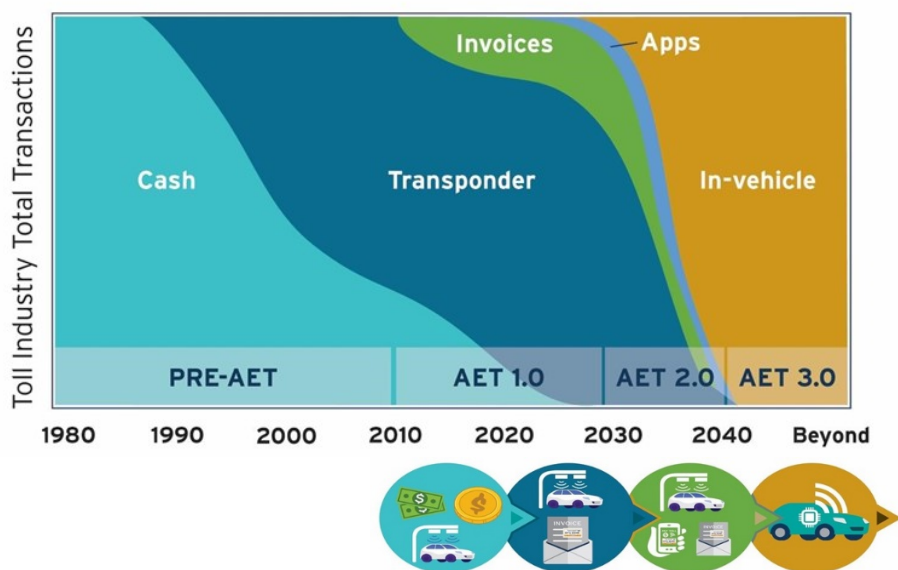 Toll Industry Total Transactions
Invoices
Apps
Cash
Transponder
In-vehicle
PRE-AET
AET 1.0
AET 2.0
AET 3.0
1980
1990
2000
2010
2020
2030
2040
Beyond
INVOICE
INVOICE